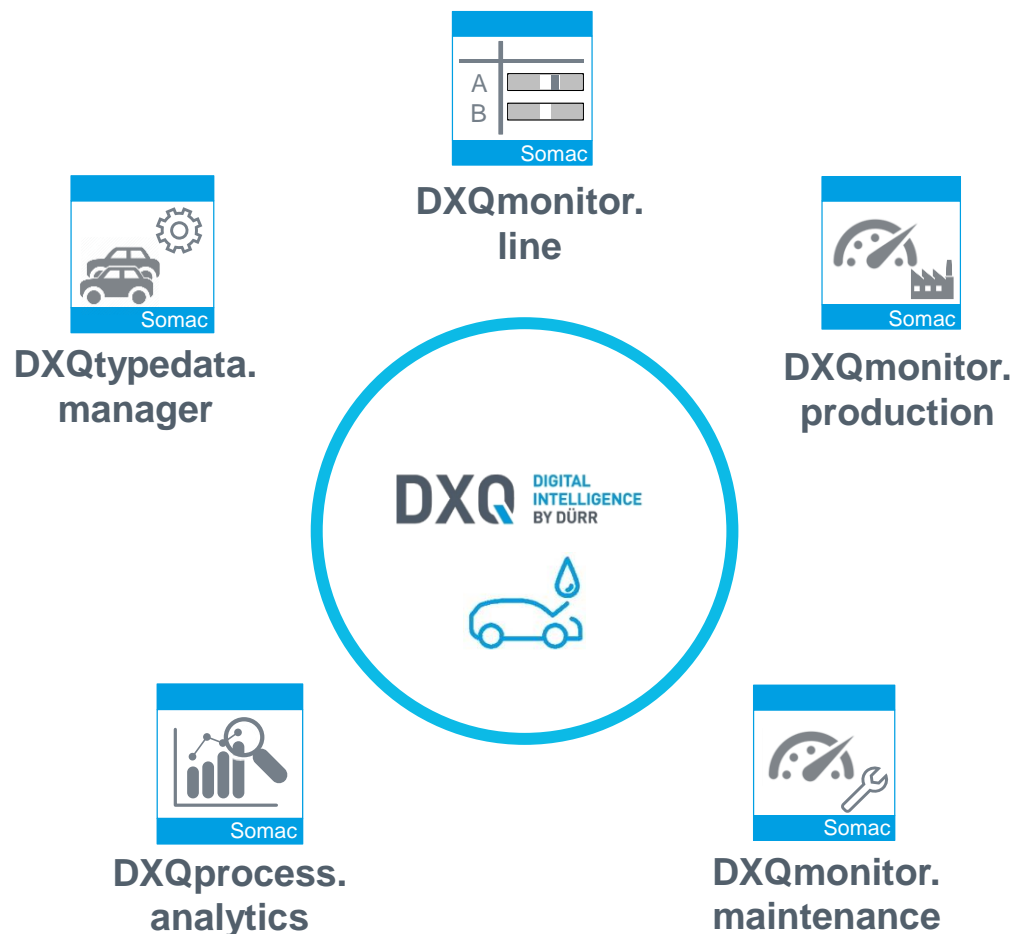 A
B
Somac
DXQmonitor.
line
Somac
DXQtypedata.
manager
Somac
DXQmonitor.
production
DXQ
DIGITAL
INTELLIGENCE
BY DÜRR
Somac
DXQprocess.
analytics
Somac
DXQmonitor.
maintenance